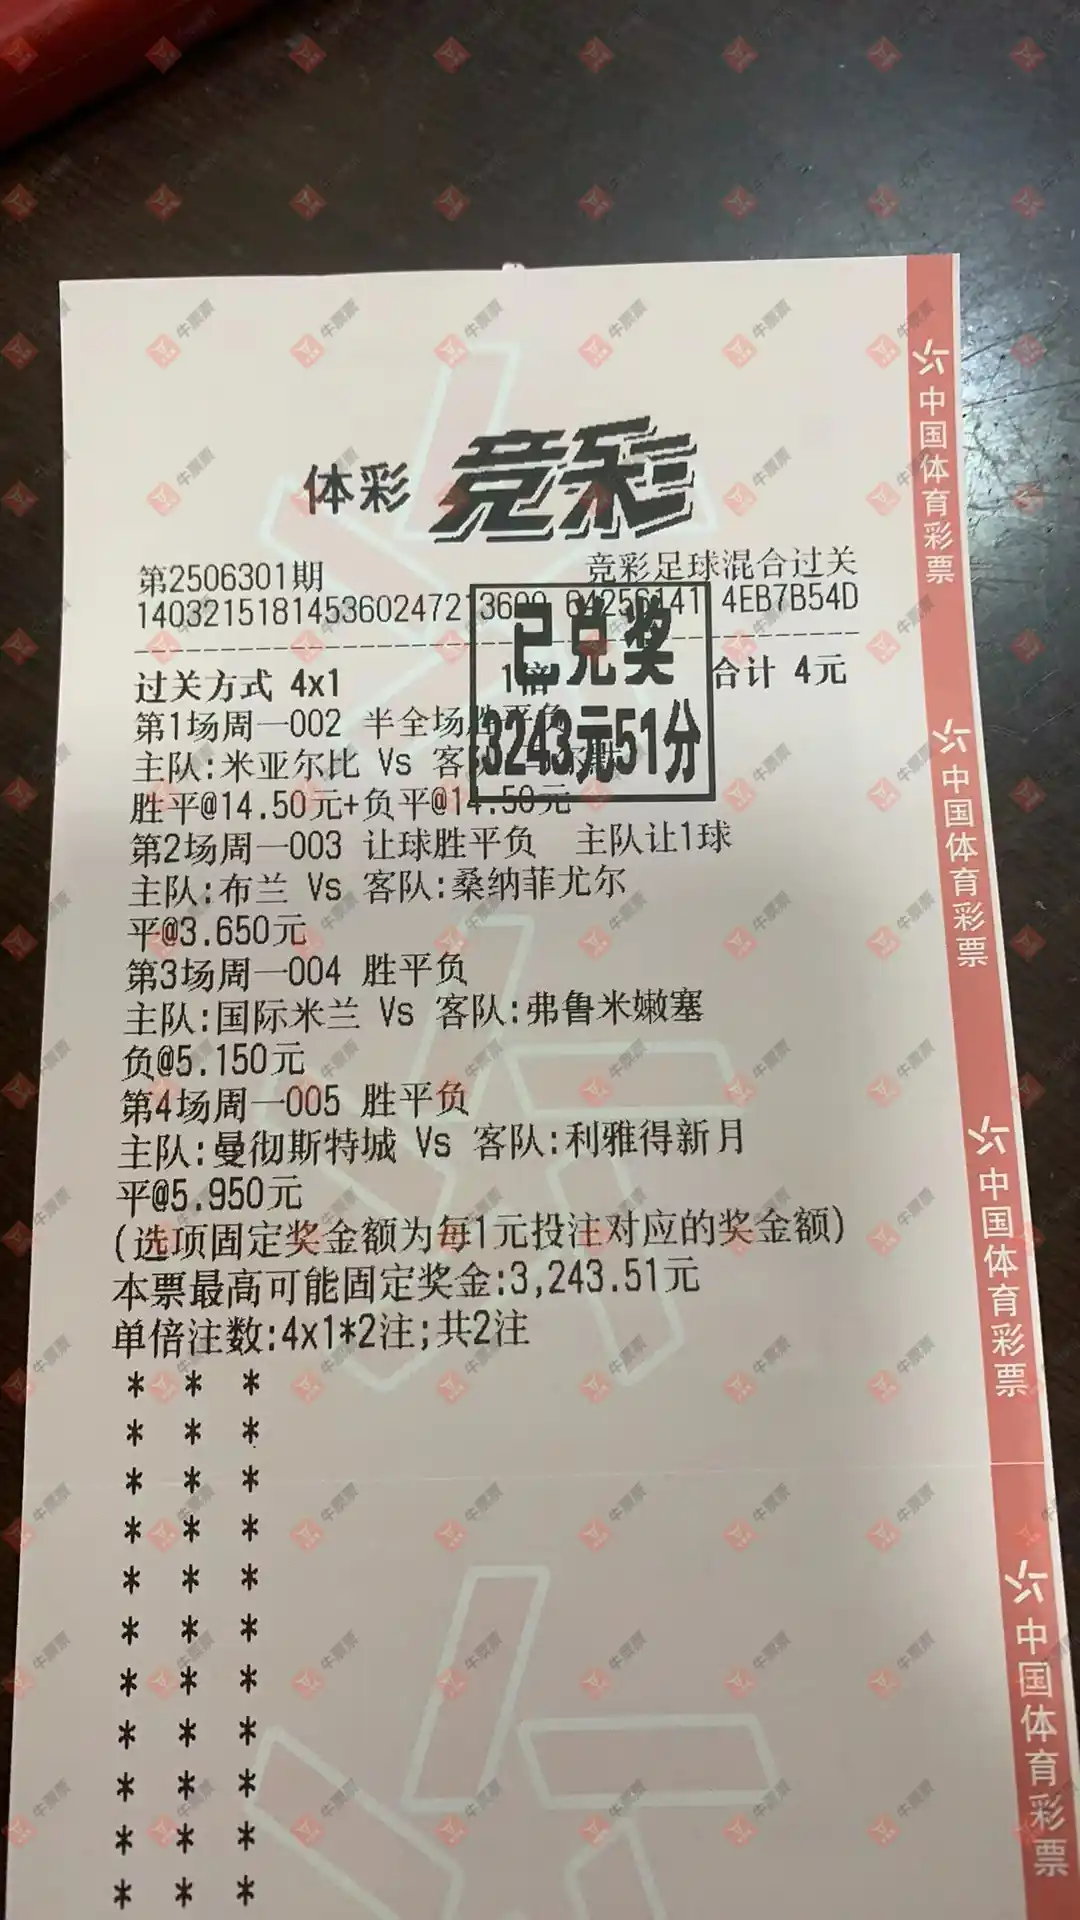 体彩 竞彩
第2506301期 竞彩足球混合过关
4EB7B54D
过关方式 4x1 1倍 合计 4元
已兑奖
3243元51分
第1场周一002 半全场胜平负
主队:米亚尔比 Vs
胜平@14.50元+负平@14.50元
第2场周一003 让球胜平负 主队让1球
主队:布兰 Vs 客队:桑纳菲尤尔
平@3.650元
第3场周一004 胜平负
主队:国际米兰 Vs 客队:弗鲁米嫩塞
负@5.150元
第4场周一005 胜平负
主队:曼彻斯特城 Vs 客队:利雅得新月
平@5.950元
(选项固定奖金额为每1元投注对应的奖金额)
本票最高可能固定奖金:3,243.51元
单倍注数:4x1*2注;共2注
* * *
* * *
* * *
* * *
* * *
* * *
* * *
* * *
* * *
* * *
* * *
中国体育彩票
中国体育彩票
中国体育彩票
中国体育彩票
牛票票